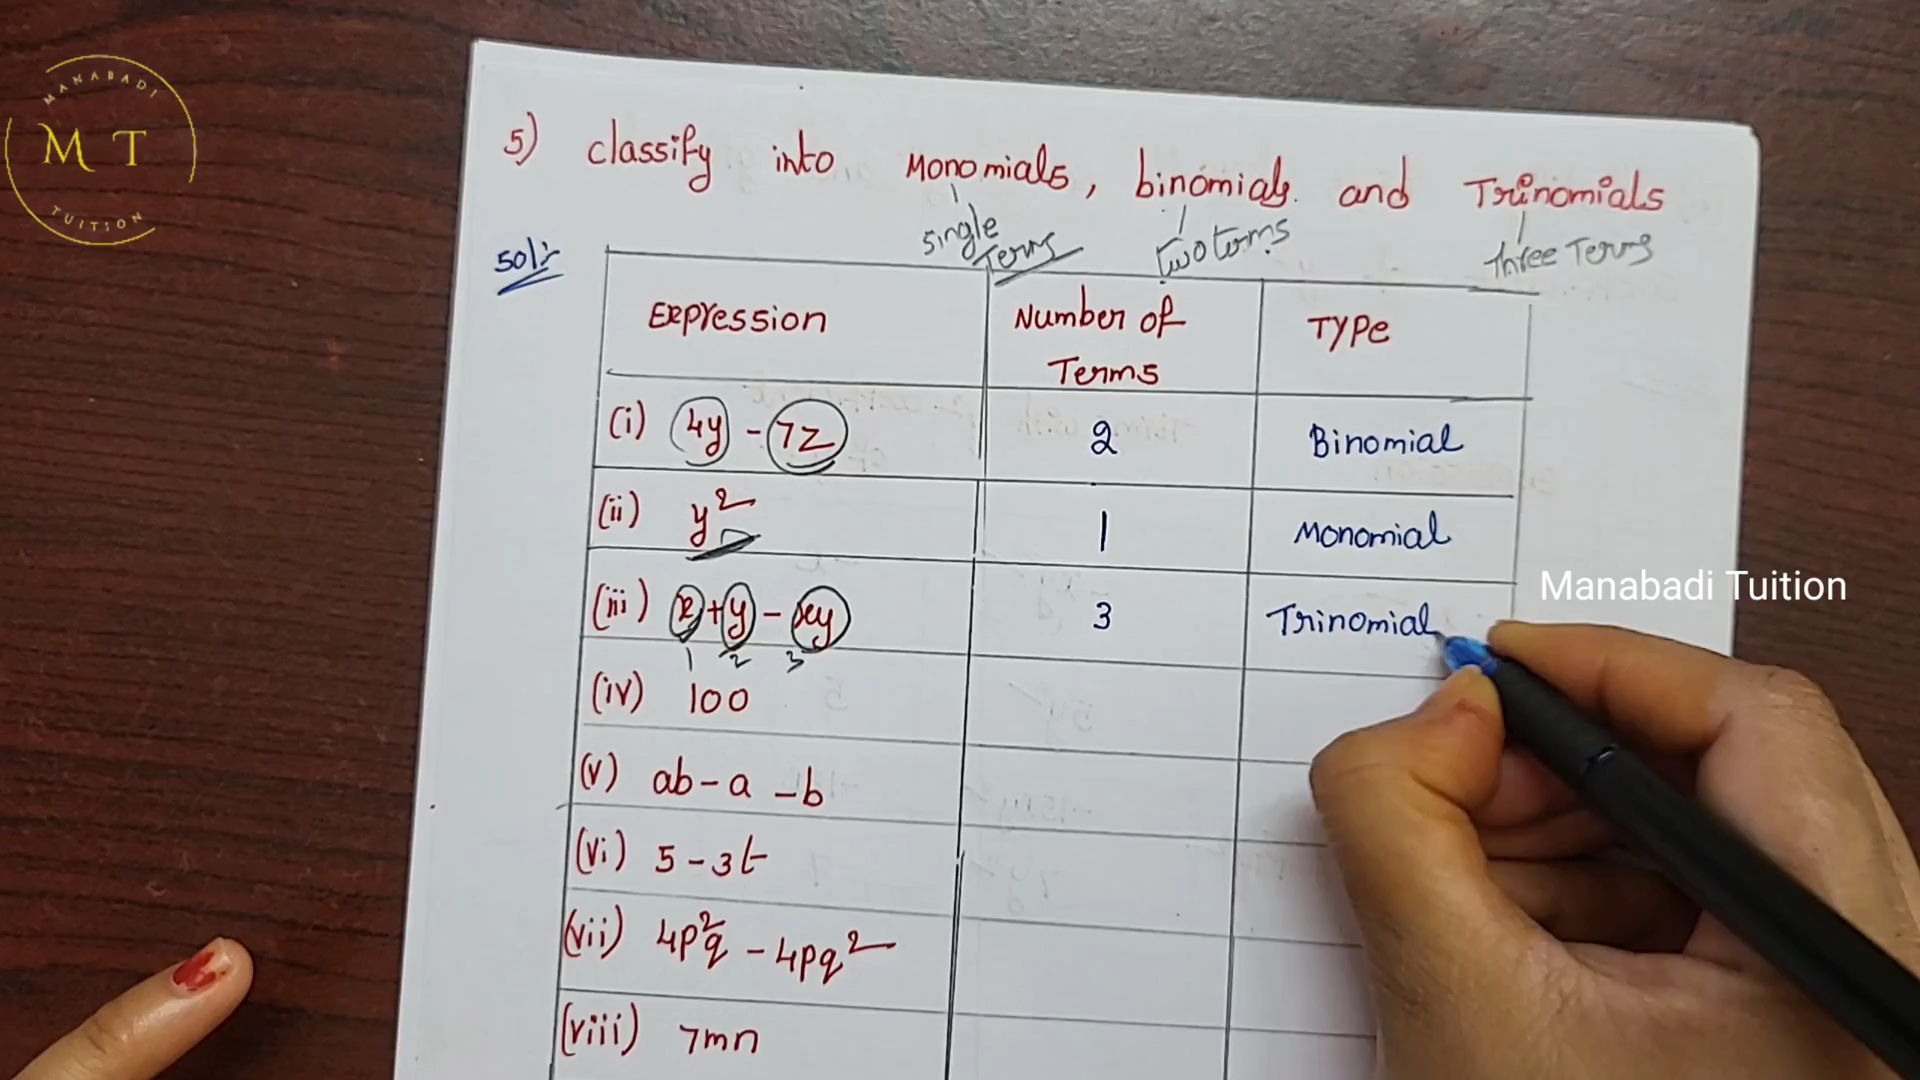 MANABADI
M T
TUITION
5) classify into Monomials, binomials and Trinomials
single Terms two terms three Terms
Sol:-
Expression Number of Terms TYPe
(i) 4y - 7z 2 Binomial
(ii) y² 1 Monomial
(iii) x + y - xy 3 Trinomial
1 2 3
(iv) 100
(v) ab - a - b
(vi) 5 - 3t
(vii) 4p²q - 4pq²
(viii) 7mn
Manabadi Tuition